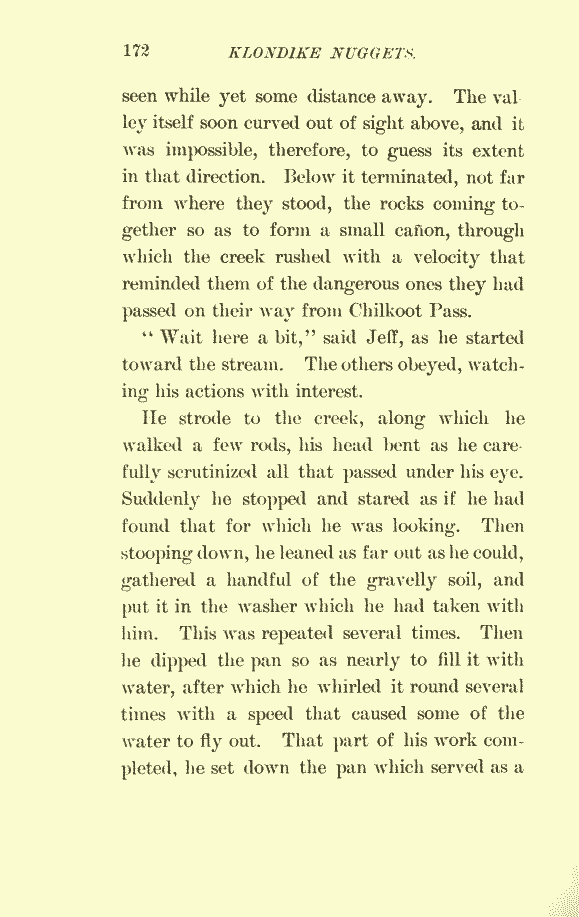 172 KLONDIKE NUGGETS.
seen while yet some distance away. The val-
ley itself soon curved out of sight above, and it
was impossible, therefore, to guess its extent
in that direction. Below it terminated, not far
from where they stood, the rocks coming to-
gether so as to form a small cañon, through
which the creek rushed with a velocity that
reminded them of the dangerous ones they had
passed on their way from Chilkoot Pass.
“ Wait here a bit,” said Jeff, as he started
toward the stream. The others obeyed, watch-
ing his actions with interest.
He strode to the creek, along which he
walked a few rods, his head bent as he care-
fully scrutinized all that passed under his eye.
Suddenly he stopped and stared as if he had
found that for which he was looking. Then
stooping down, he leaned as far out as he could,
gathered a handful of the gravelly soil, and
put it in the washer which he had taken with
him. This was repeated several times. Then
he dipped the pan so as nearly to fill it with
water, after which he whirled it round several
times with a speed that caused some of the
water to fly out. That part of his work com-
pleted, he set down the pan which served as a